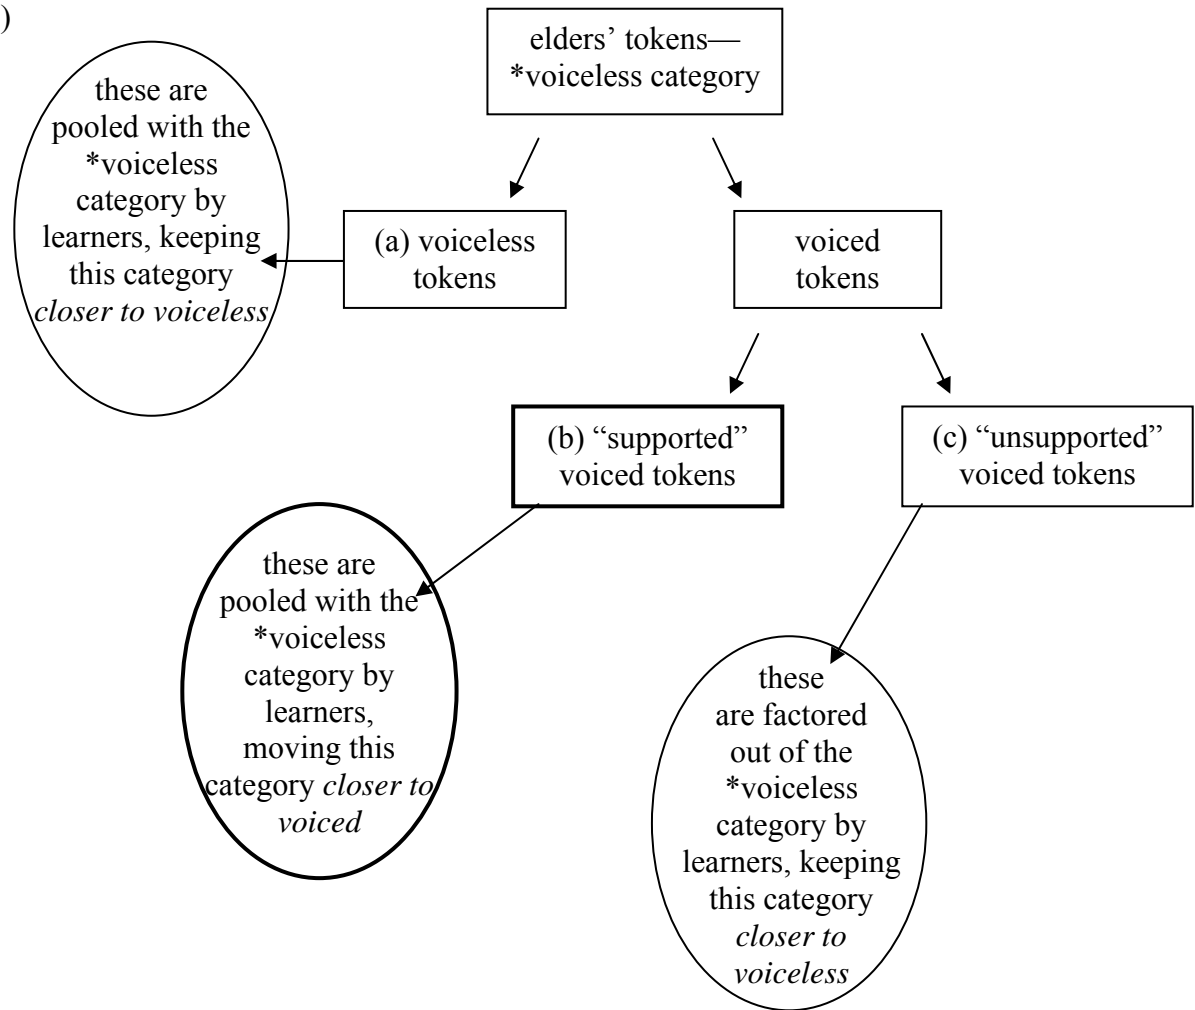 )
elders’ tokens—
*voiceless category
these are
pooled with the
*voiceless
category by
learners, keeping
this category
closer to voiceless
(a) voiceless
tokens
voiced
tokens
(b) “supported”
voiced tokens
(c) “unsupported”
voiced tokens
these are
pooled with the
*voiceless
category by
learners,
moving this
category closer to
voiced
these
are factored
out of the
*voiceless
category by
learners, keeping
this category
closer to
voiceless